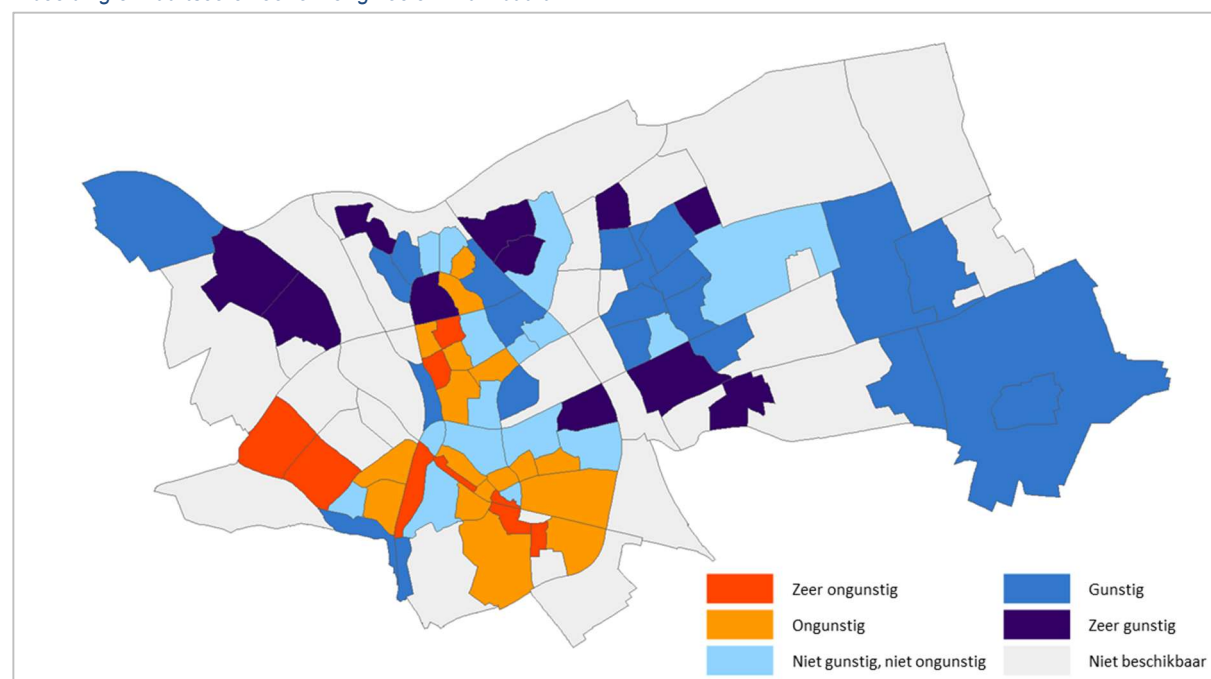 Zeer ongunstig
Ongunstig
Niet gunstig, niet ongunstig
Gunstig
Zeer gunstig
Niet beschikbaar